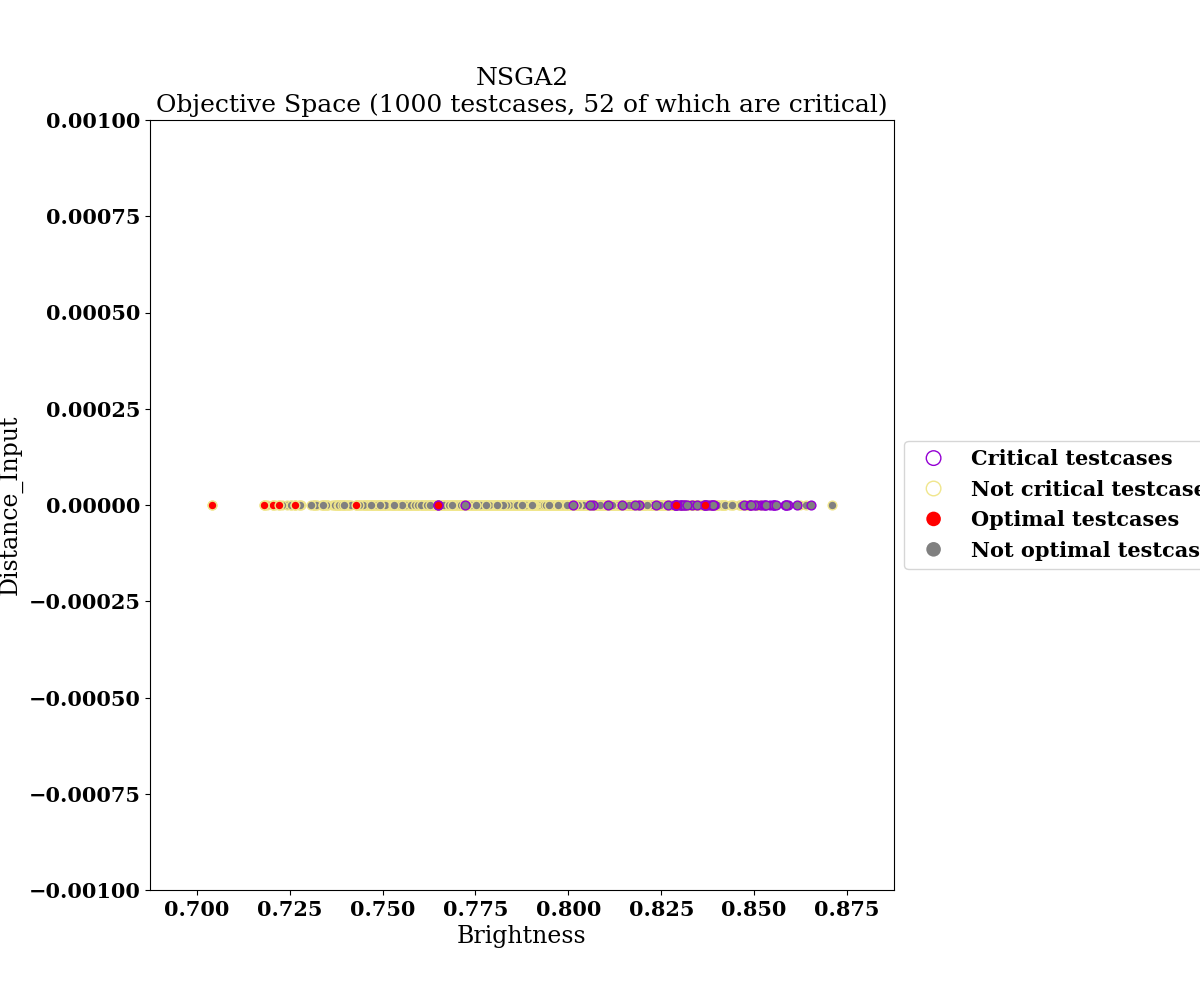 NSGA2
Objective Space (1000 testcases, 52 of which are critical)
0.00100
0.00075
0.00050
0.00025
0.00000
−0.00025
−0.00050
−0.00075
−0.00100
Distance_Input
0.700 0.725 0.750 0.775 0.800 0.825 0.850 0.875
Brightness
Critical testcases
Not critical testcase
Optimal testcases
Not optimal testcas